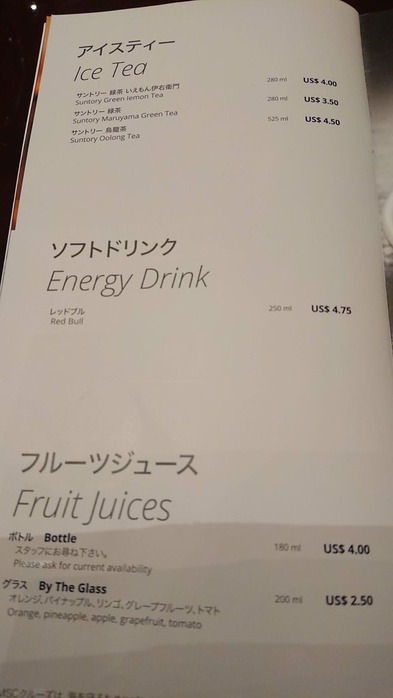 アイスティー
Ice Tea
サントリー 緑茶 いえもん伊右衛門 280 ml US$ 4.00
Suntory Green lemon Tea
サントリー 緑茶 280 ml US$ 3.50
Suntory Maruyama Green Tea
サントリー 烏龍茶 525 ml US$ 4.50
Suntory Oolong Tea
ソフトドリンク
Energy Drink
レッドブル 250 ml US$ 4.75
Red Bull
フルーツジュース
Fruit Juices
ボトル Bottle 180 ml US$ 4.00
スタッフにお尋ね下さい。
Please ask for current availability
グラス By The Glass 200 ml US$ 2.50
オレンジ、パイナップル、リンゴ、グレープフルーツ、トマト
Orange, pineapple, apple, grapefruit, tomato
MSCクルーズは